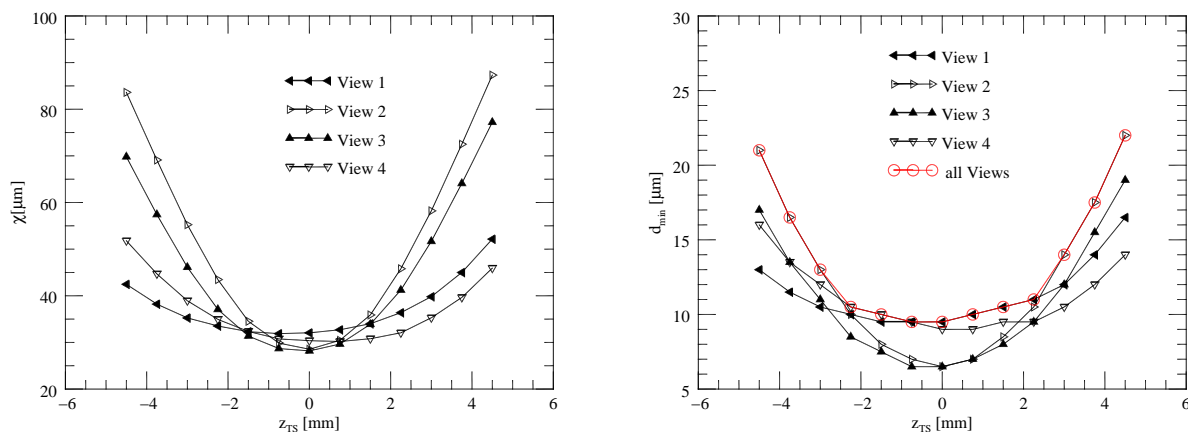 100
80
60
40
20
χ[µm]
−6 −4 −2 0 2 4 6
z_TS [mm]
View 1
View 2
View 3
View 4
30
25
20
15
10
5
d_min [µm]
−6 −4 −2 0 2 4 6
z_TS [mm]
View 1
View 2
View 3
View 4
all Views